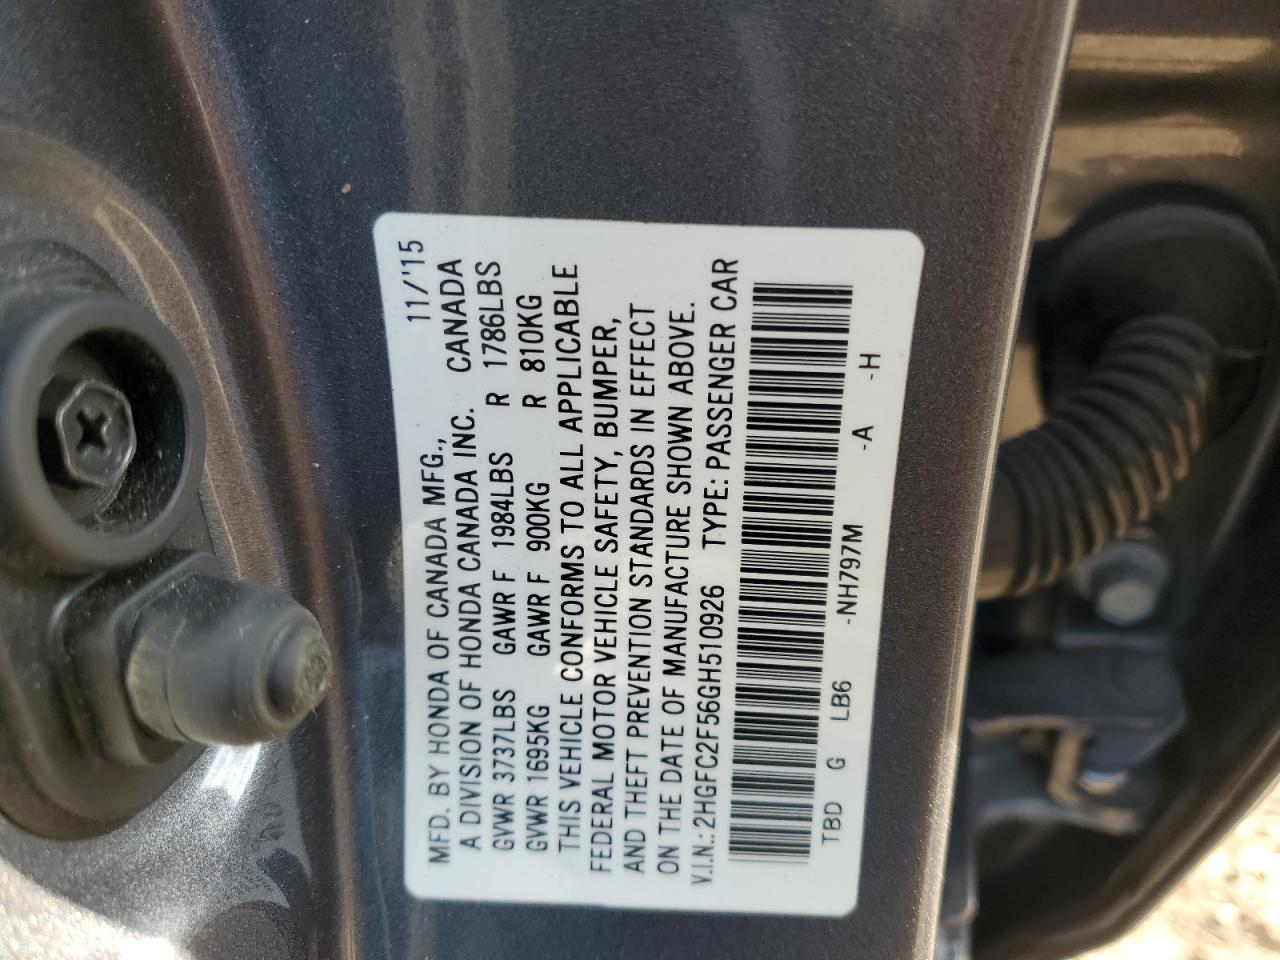 MFD. BY HONDA OF CANADA MFG., 11/'15
A DIVISION OF HONDA CANADA INC. CANADA
GVWR 3737LBS GAWR F 1984LBS R 1786LBS
GVWR 1695KG GAWR F 900KG R 810KG
THIS VEHICLE CONFORMS TO ALL APPLICABLE
FEDERAL MOTOR VEHICLE SAFETY, BUMPER,
AND THEFT PREVENTION STANDARDS IN EFFECT
ON THE DATE OF MANUFACTURE SHOWN ABOVE.
V.I.N.: 2HGFC2F56GH510926 TYPE: PASSENGER CAR
TBD G LB6 -NH797M -A -H